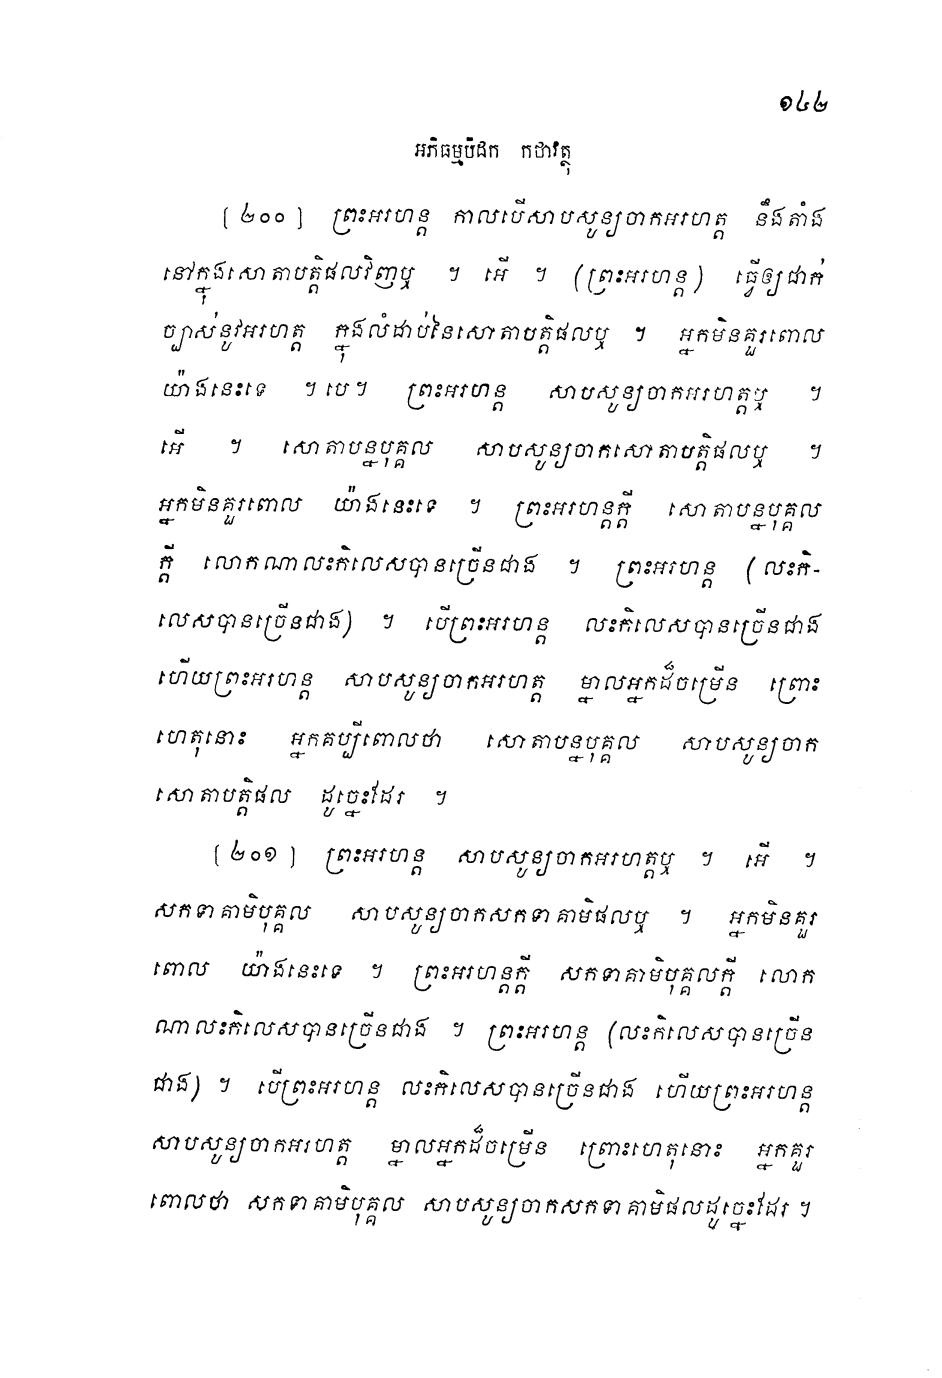 ១៤២
អភិធម្មបិដក កថាវត្ថុ
[២០០] ព្រះអរហន្ត កាលបើសាបសូន្យចាកអរហត្ត នឹងតាំង
នៅក្នុងសោតាបត្តិផលវិញឬ ។ អើ ។ (ព្រះអរហន្ត) ធ្វើឲ្យជាក់
ច្បាស់នូវអរហត្ត ក្នុងលំដាប់នៃសោតាបត្តិផលឬ ។ អ្នកមិនគួរពោល
យ៉ាងនេះទេ ។បេ។ ព្រះអរហន្ត សាបសូន្យចាកអរហត្តឬ ។
អើ ។ សោតាបន្នបុគ្គល សាបសូន្យចាកសោតាបត្តិផលឬ ។
អ្នកមិនគួរពោល យ៉ាងនេះទេ ។ ព្រះអរហន្តក្តី សោតាបន្នបុគ្គល
ក្តី លោកណាលះកិលេសបានច្រើនជាង ។ ព្រះអរហន្ត (លះកិ-
លេសបានច្រើនជាង) ។ បើព្រះអរហន្ត លះកិលេសបានច្រើនជាង
ហើយព្រះអរហន្ត សាបសូន្យចាកអរហត្ត ម្នាលអ្នកដ៏ចម្រើន ព្រោះ
ហេតុនោះ អ្នកគប្បីពោលថា សោតាបន្នបុគ្គល សាបសូន្យចាក
សោតាបត្តិផល ដូច្នេះដែរ ។
[២០១] ព្រះអរហន្ត សាបសូន្យចាកអរហត្តឬ ។ អើ ។
សកទាគាមិបុគ្គល សាបសូន្យចាកសកទាគាមិផលឬ ។ អ្នកមិនគួរ
ពោល យ៉ាងនេះទេ ។ ព្រះអរហន្តក្តី សកទាគាមិបុគ្គលក្តី លោក
ណាលះកិលេសបានច្រើនជាង ។ ព្រះអរហន្ត (លះកិលេសបានច្រើន
ជាង) ។ បើព្រះអរហន្ត លះកិលេសបានច្រើនជាង ហើយព្រះអរហន្ត
សាបសូន្យចាកអរហត្ត ម្នាលអ្នកដ៏ចម្រើន ព្រោះហេតុនោះ អ្នកគួរ
ពោលថា សកទាគាមិបុគ្គល សាបសូន្យចាកសកទាគាមិផលដូច្នេះដែរ ។